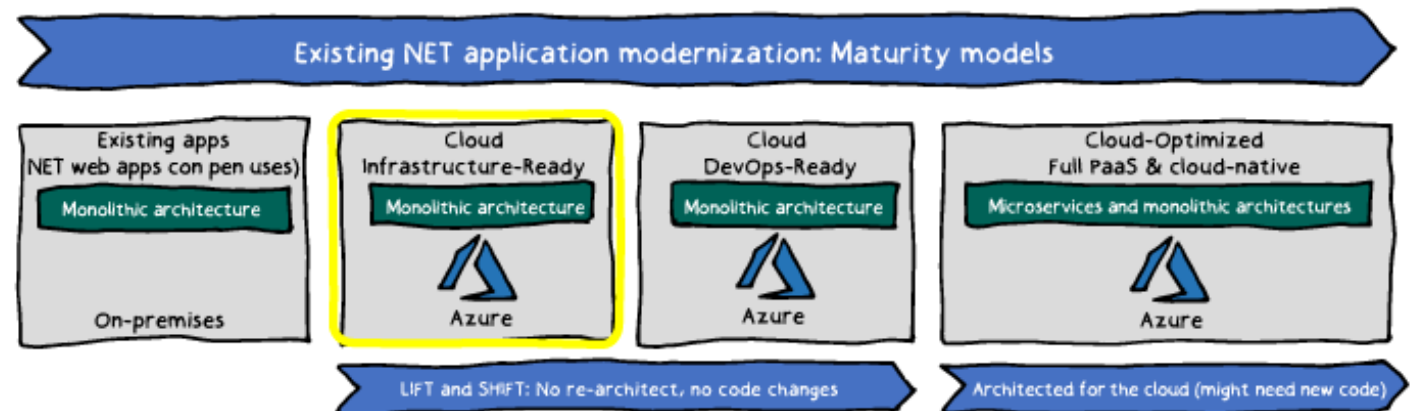 Existing NET application modernization: Maturity models
Existing apps
NET web apps con pen uses)
Monolithic architecture
On-premises
Cloud
Infrastructure-Ready
Monolithic architecture
Azure
Cloud
DevOps-Ready
Monolithic architecture
Azure
Cloud-Optimized
Full PaaS & cloud-native
Microservices and monolithic architectures
Azure
LIFT and SHIFT: No re-architect, no code changes
Architected for the cloud (might need new code)